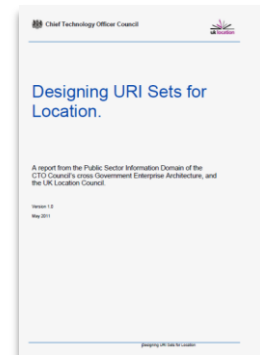 Chief Technology Officer Council
uk location
Designing URI Sets for
Location.
A report from the Public Sector Information Domain of the
CTO Council's cross Government Enterprise Architecture, and
the UK Location Council.
Version 1.0
May 2011
Designing URI Sets for Location